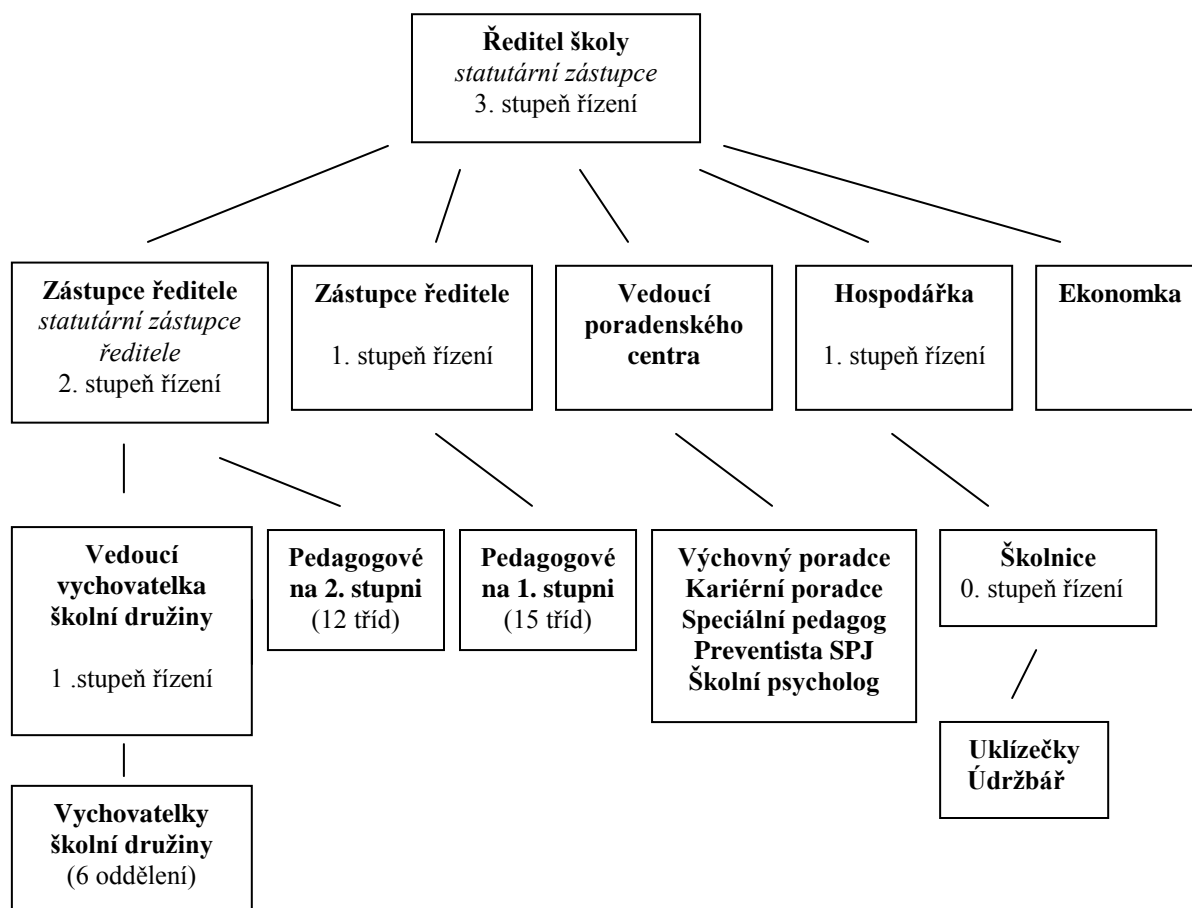 Ředitel školy
statutární zástupce
3. stupeň řízení
Zástupce ředitele
statutární zástupce
ředitele
2. stupeň řízení
Zástupce ředitele
1. stupeň řízení
Vedoucí
poradenského
centra
Hospodářka
1. stupeň řízení
Ekonomka
Vedoucí
vychovatelka
školní družiny
1 .stupeň řízení
Pedagogové
na 2. stupni
(12 tříd)
Pedagogové
na 1. stupni
(15 tříd)
Výchovný poradce
Kariérní poradce
Speciální pedagog
Preventista SPJ
Školní psycholog
Školnice
0. stupeň řízení
Uklízečky
Údržbář
Vychovatelky
školní družiny
(6 oddělení)